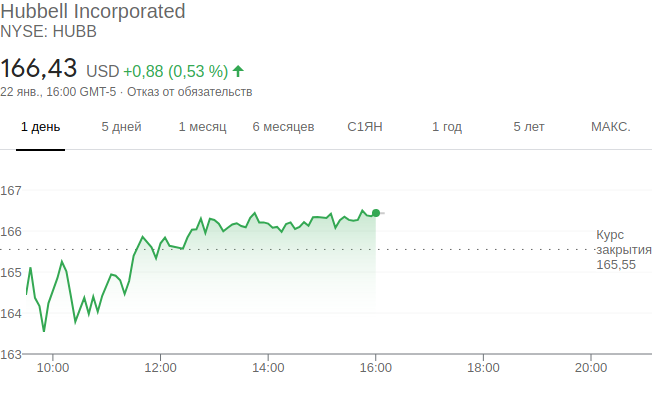 Hubbell Incorporated
NYSE: HUBB
166,43 USD +0,88 (0,53 %)
22 янв., 16:00 GMT-5 · Отказ от обязательств
1 день 5 дней 1 месяц 6 месяцев С1ЯН 1 год 5 лет МАКС.
167
166
Курс
закрытия
165,55
165
164
163
10:00 12:00 14:00 16:00 18:00 20:00